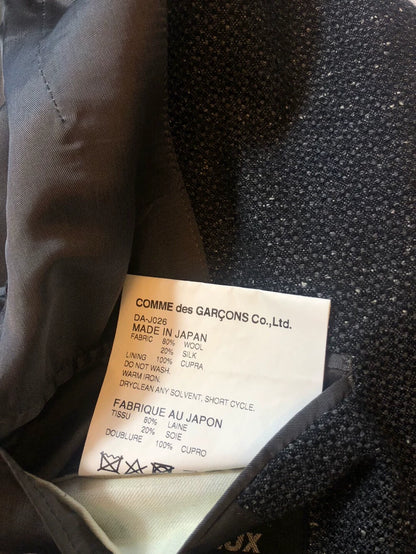 COMME des GARÇONS Co.,Ltd.
DA-J026
MADE IN JAPAN
FABRIC 80% WOOL
20% SILK
LINING 100% CUPRA
DO NOT WASH.
WARM IRON.
DRYCLEAN ANY SOLVENT, SHORT CYCLE.
FABRIQUE AU JAPON
TISSU 80% LAINE
20% SOIE
DOUBLURE 100% CUPRO